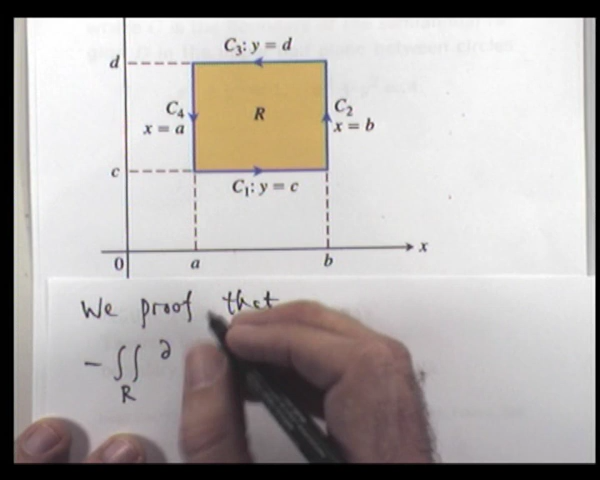 C₃: y = d
d
C₄
x = a
R
C₂
x = b
c
C₁: y = c
0
a
b
x
We proof that
- ∫∫ ∂
R